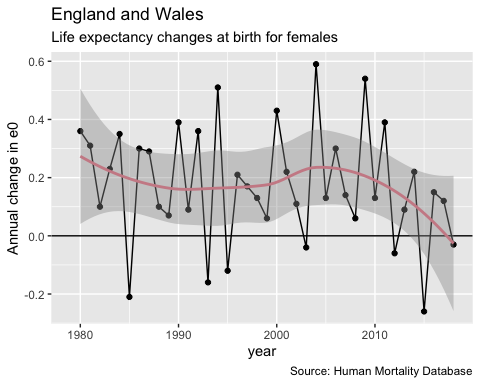 England and Wales
Life expectancy changes at birth for females
Annual change in e0
0.6
0.4
0.2
0.0
-0.2
1980
1990
2000
2010
year
Source: Human Mortality Database